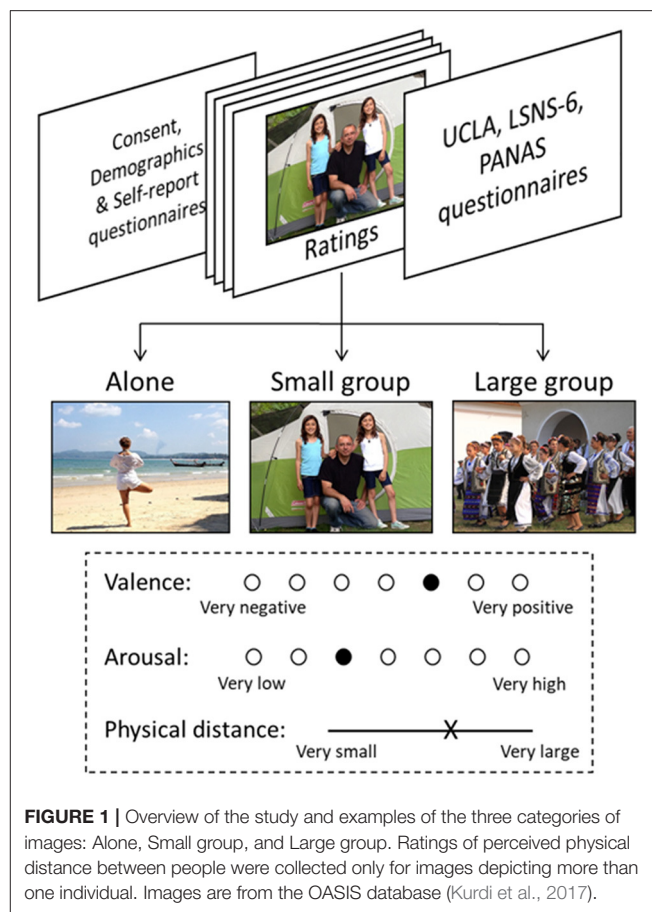 Consent,
Demographics
& Self-report
questionnaires
Ratings
UCLA, LSNS-6,
PANAS
questionnaires
Alone
Small group
Large group
Valence:
Very negative
Very positive
Arousal:
Very low
Very high
Physical distance:
X
Very small
Very large
FIGURE 1 | Overview of the study and examples of the three categories of
images: Alone, Small group, and Large group. Ratings of perceived physical
distance between people were collected only for images depicting more than
one individual. Images are from the OASIS database (Kurdi et al., 2017).